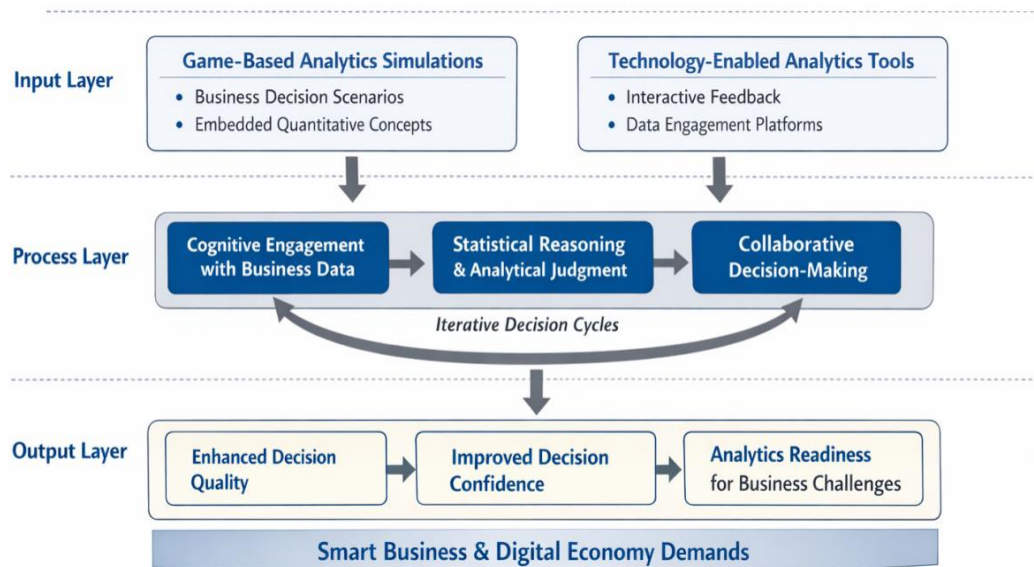 Input Layer
Game-Based Analytics Simulations
• Business Decision Scenarios
• Embedded Quantitative Concepts
Technology-Enabled Analytics Tools
• Interactive Feedback
• Data Engagement Platforms
Process Layer
Cognitive Engagement
with Business Data
Statistical Reasoning
& Analytical Judgment
Collaborative
Decision-Making
Iterative Decision Cycles
Output Layer
Enhanced Decision
Quality
Improved Decision
Confidence
Analytics Readiness
for Business Challenges
Smart Business & Digital Economy Demands